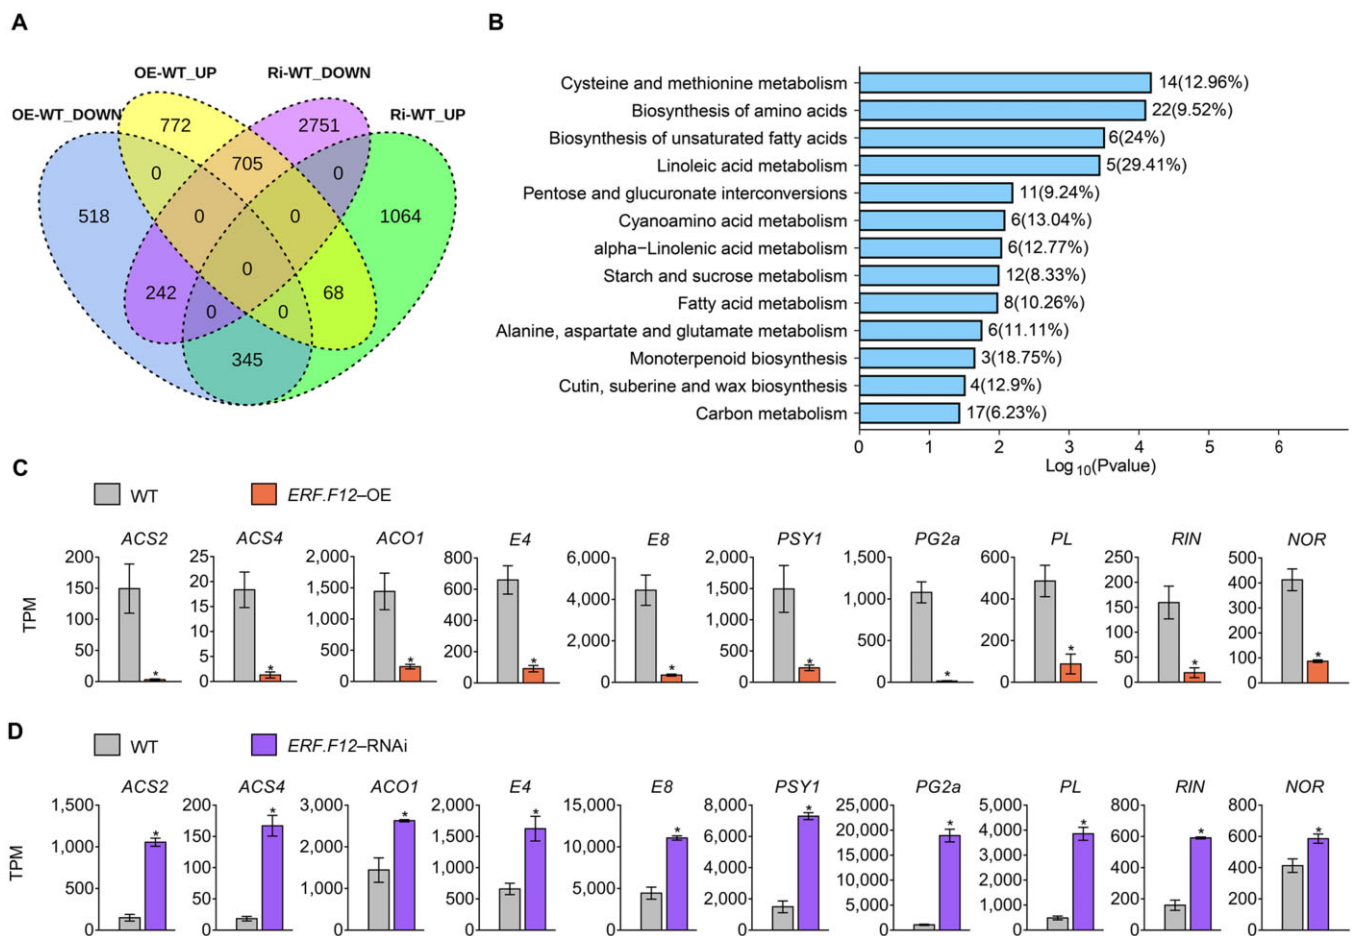 A
OE-WT_UP
Ri-WT_DOWN
OE-WT_DOWN
Ri-WT_UP
772
2751
705
0
0
518
0
0
1064
0
242
0
0
68
345
B
Cysteine and methionine metabolism 14(12.96%)
Biosynthesis of amino acids 22(9.52%)
Biosynthesis of unsaturated fatty acids 6(24%)
Linoleic acid metabolism 5(29.41%)
Pentose and glucuronate interconversions 11(9.24%)
Cyanoamino acid metabolism 6(13.04%)
alpha−Linolenic acid metabolism 6(12.77%)
Starch and sucrose metabolism 12(8.33%)
Fatty acid metabolism 8(10.26%)
Alanine, aspartate and glutamate metabolism 6(11.11%)
Monoterpenoid biosynthesis 3(18.75%)
Cutin, suberine and wax biosynthesis 4(12.9%)
Carbon metabolism 17(6.23%)
0 1 2 3 4 5 6
Log10(Pvalue)
C
WT ERF.F12–OE
TPM
ACS2
200
150
100
50
0
*
ACS4
25
20
15
10
5
0
*
ACO1
2,000
1,500
1,000
500
0
*
E4
800
600
400
200
0
*
E8
6,000
4,000
2,000
0
*
PSY1
2,000
1,500
1,000
500
0
*
PG2a
1,500
1,000
500
0
*
PL
600
400
200
0
*
RIN
250
200
150
100
50
0
*
NOR
500
400
300
200
100
0
*
D
WT ERF.F12–RNAi
TPM
ACS2
1,500
1,000
500
0
*
ACS4
200
150
100
50
0
*
ACO1
3,000
2,000
1,000
0
*
E4
2,000
1,500
1,000
500
0
*
E8
15,000
10,000
5,000
0
*
PSY1
8,000
6,000
4,000
2,000
0
*
PG2a
25,000
20,000
15,000
10,000
5,000
0
*
PL
5,000
4,000
3,000
2,000
1,000
0
*
RIN
800
600
400
200
0
*
NOR
800
600
400
200
0
*